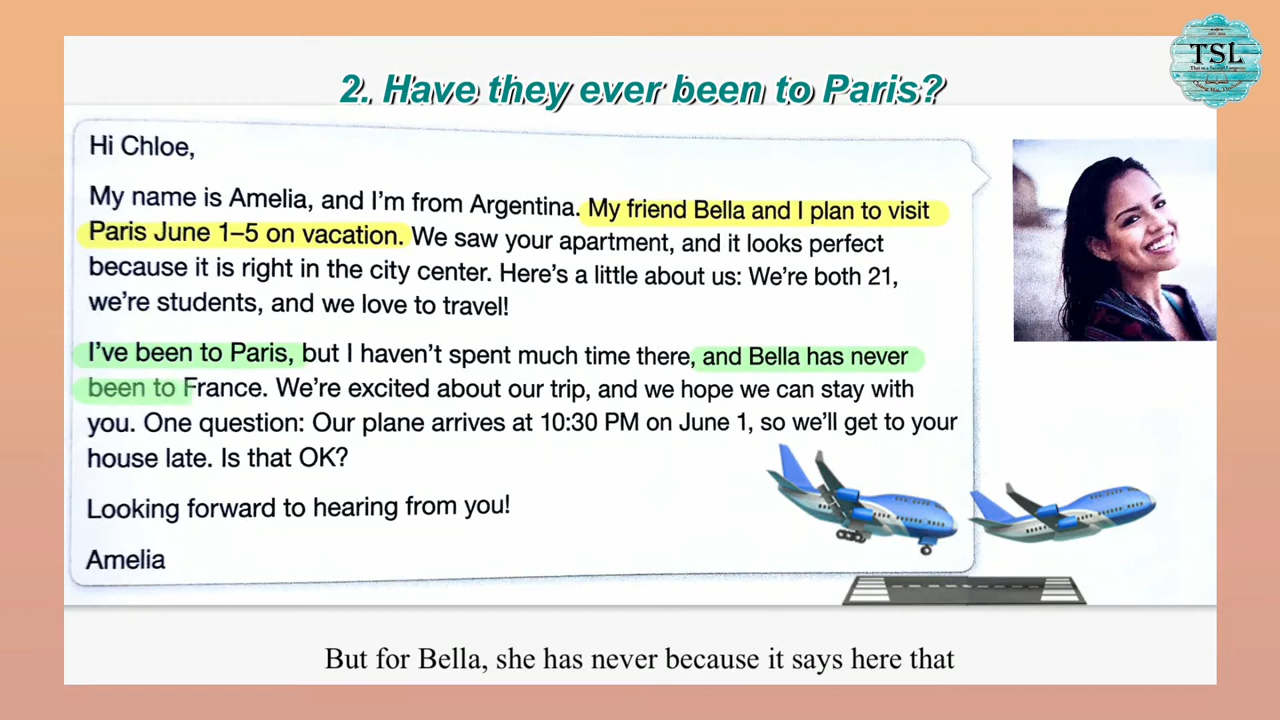 TSL
2. Have they ever been to Paris?
Hi Chloe,
My name is Amelia, and I'm from Argentina. My friend Bella and I plan to visit
Paris June 1–5 on vacation. We saw your apartment, and it looks perfect
because it is right in the city center. Here's a little about us: We're both 21,
we're students, and we love to travel!
I've been to Paris, but I haven't spent much time there, and Bella has never
been to France. We're excited about our trip, and we hope we can stay with
you. One question: Our plane arrives at 10:30 PM on June 1, so we'll get to your
house late. Is that OK?
Looking forward to hearing from you!
Amelia
But for Bella, she has never because it says here that